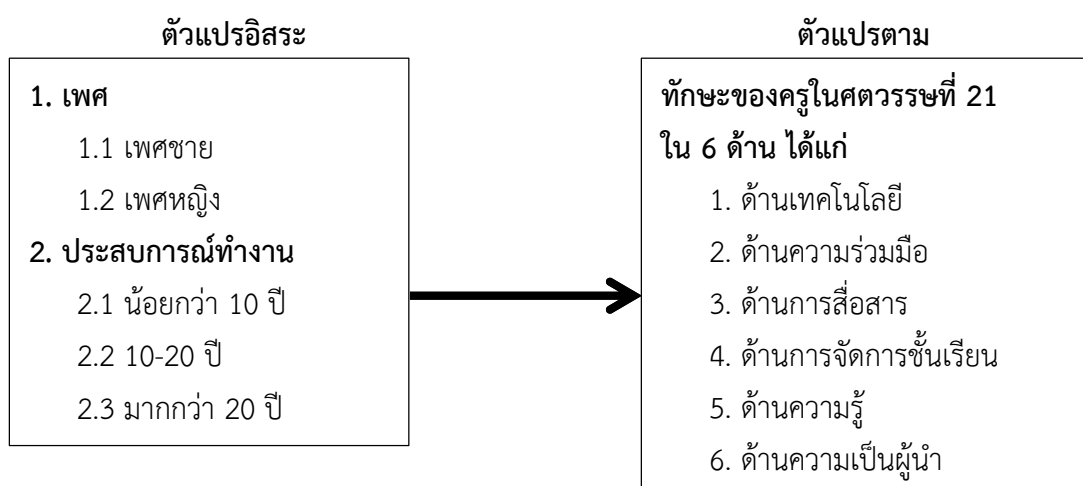 ตัวแปรอิสระ
1. เพศ
1.1 เพศชาย
1.2 เพศหญิง
2. ประสบการณ์ทำงาน
2.1 น้อยกว่า 10 ปี
2.2 10-20 ปี
2.3 มากกว่า 20 ปี
ตัวแปรตาม
ทักษะของครูในศตวรรษที่ 21
ใน 6 ด้าน ได้แก่
1. ด้านเทคโนโลยี
2. ด้านความร่วมมือ
3. ด้านการสื่อสาร
4. ด้านการจัดการชั้นเรียน
5. ด้านความรู้
6. ด้านความเป็นผู้นำ